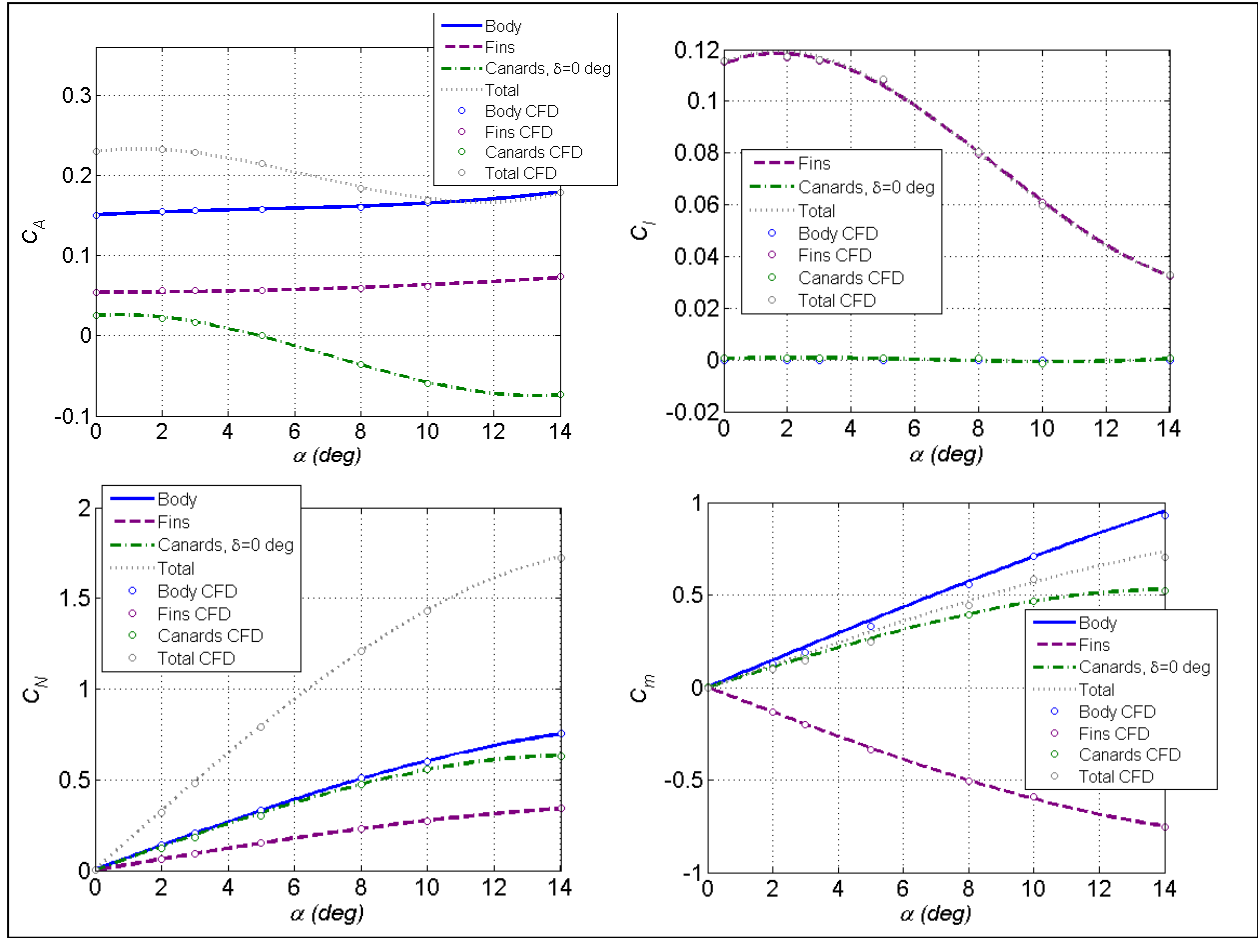 Body
Fins
Canards, δ=0 deg
Total
Body CFD
Fins CFD
Canards CFD
Total CFD
0.3
0.2
0.1
0
-0.1
C_A
0 2 4 6 8 10 12 14
α (deg)
0.12
0.1
0.08
0.06
0.04
0.02
0
-0.02
C_l
Fins
Canards, δ=0 deg
Total
Body CFD
Fins CFD
Canards CFD
Total CFD
0 2 4 6 8 10 12 14
α (deg)
Body
Fins
Canards, δ=0 deg
Total
Body CFD
Fins CFD
Canards CFD
Total CFD
2
1.5
1
0.5
0
C_N
0 2 4 6 8 10 12 14
α (deg)
1
0.5
0
-0.5
-1
C_m
Body
Fins
Canards, δ=0 deg
Total
Body CFD
Fins CFD
Canards CFD
Total CFD
0 2 4 6 8 10 12 14
α (deg)